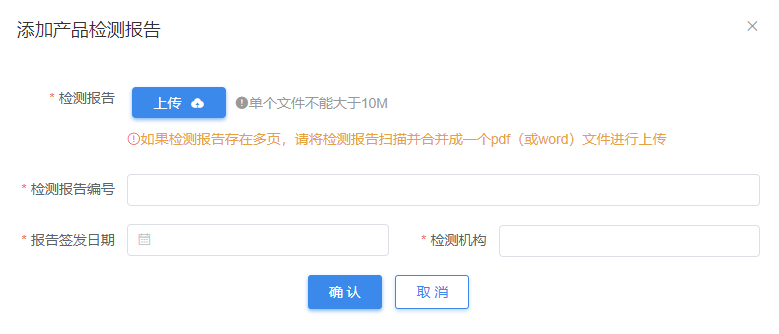 添加产品检测报告
* 检测报告 上传 单个文件不能大于10M
如果检测报告存在多页，请将检测报告扫描并合并成一个pdf（或word）文件进行上传
* 检测报告编号
* 报告签发日期 * 检测机构
确认 取消